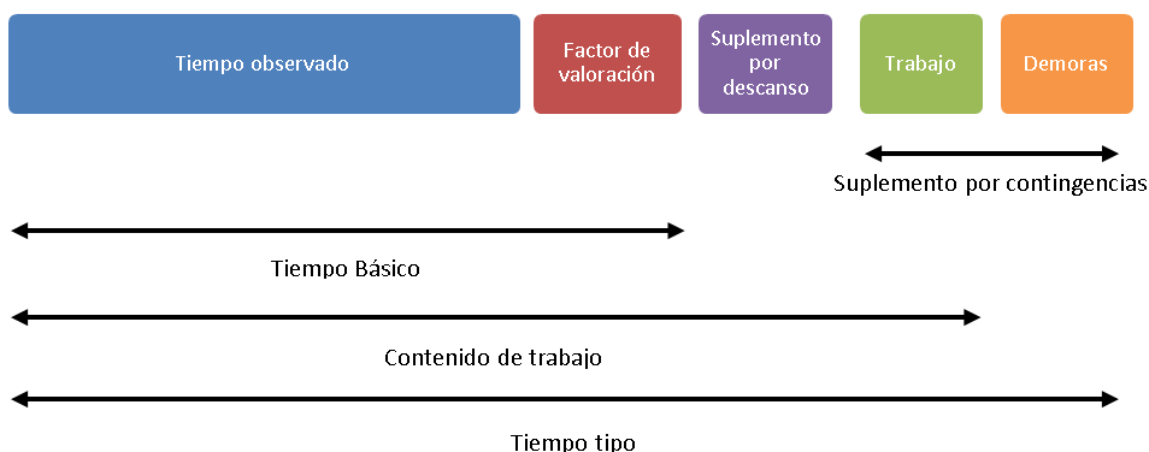 Tiempo observado
Factor de
valoración
Suplemento
por
descanso
Trabajo
Demoras
Suplemento por contingencias
Tiempo Básico
Contenido de trabajo
Tiempo tipo